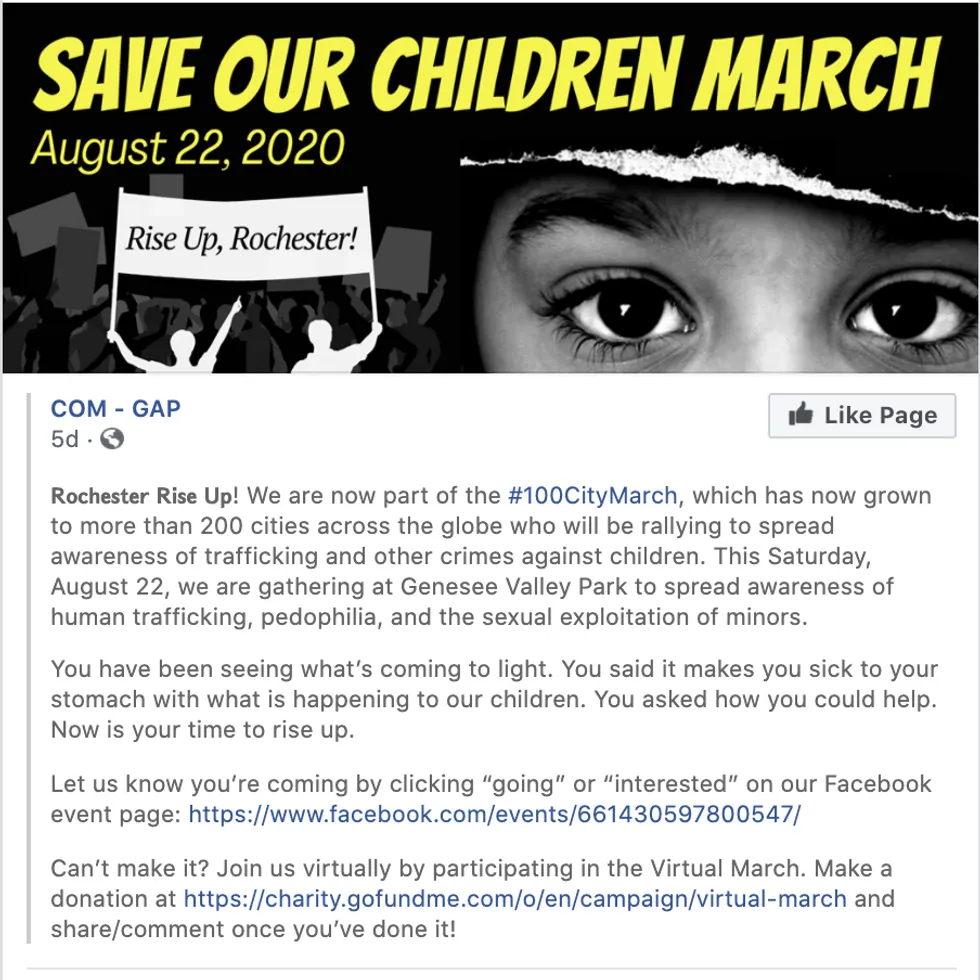 SAVE OUR CHILDREN MARCH
August 22, 2020
Rise Up, Rochester!
COM - GAP
Like Page
5d ·
Rochester Rise Up! We are now part of the #100CityMarch, which has now grown
to more than 200 cities across the globe who will be rallying to spread
awareness of trafficking and other crimes against children. This Saturday,
August 22, we are gathering at Genesee Valley Park to spread awareness of
human trafficking, pedophilia, and the sexual exploitation of minors.
You have been seeing what’s coming to light. You said it makes you sick to your
stomach with what is happening to our children. You asked how you could help.
Now is your time to rise up.
Let us know you’re coming by clicking “going” or “interested” on our Facebook
event page: https://www.facebook.com/events/661430597800547/
Can’t make it? Join us virtually by participating in the Virtual March. Make a
donation at https://charity.gofundme.com/o/en/campaign/virtual-march and
share/comment once you’ve done it!